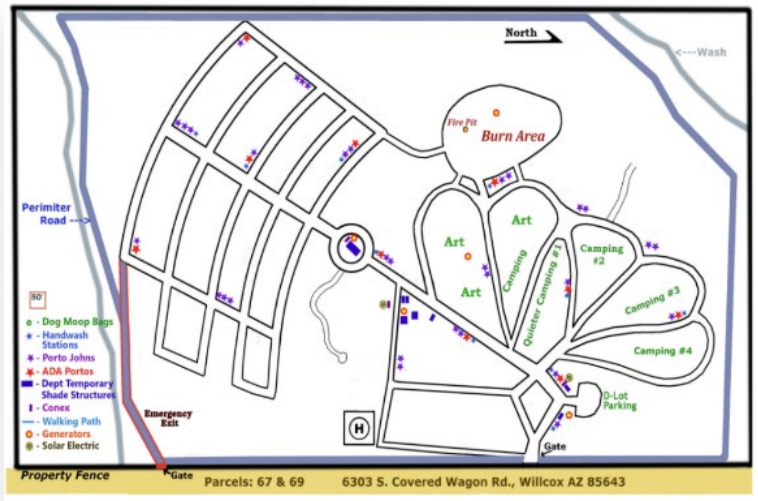 North
<---Wash
Fire Pit
Burn Area
Perimiter
Road --->
Art
Art
Art
Camping
Quieter Camping #1
Camping
#2
Camping #3
Camping #4
50'
- Dog Moop Bags
- Handwash
Stations
- Porto Johns
- ADA Portos
- Dept Temporary
Shade Structures
- Conex
- Walking Path
- Generators
- Solar Electric
D-Lot
Parking
Emergency
Exit
H
Gate
Property Fence
Gate
Parcels: 67 & 69
6303 S. Covered Wagon Rd., Willcox AZ 85643